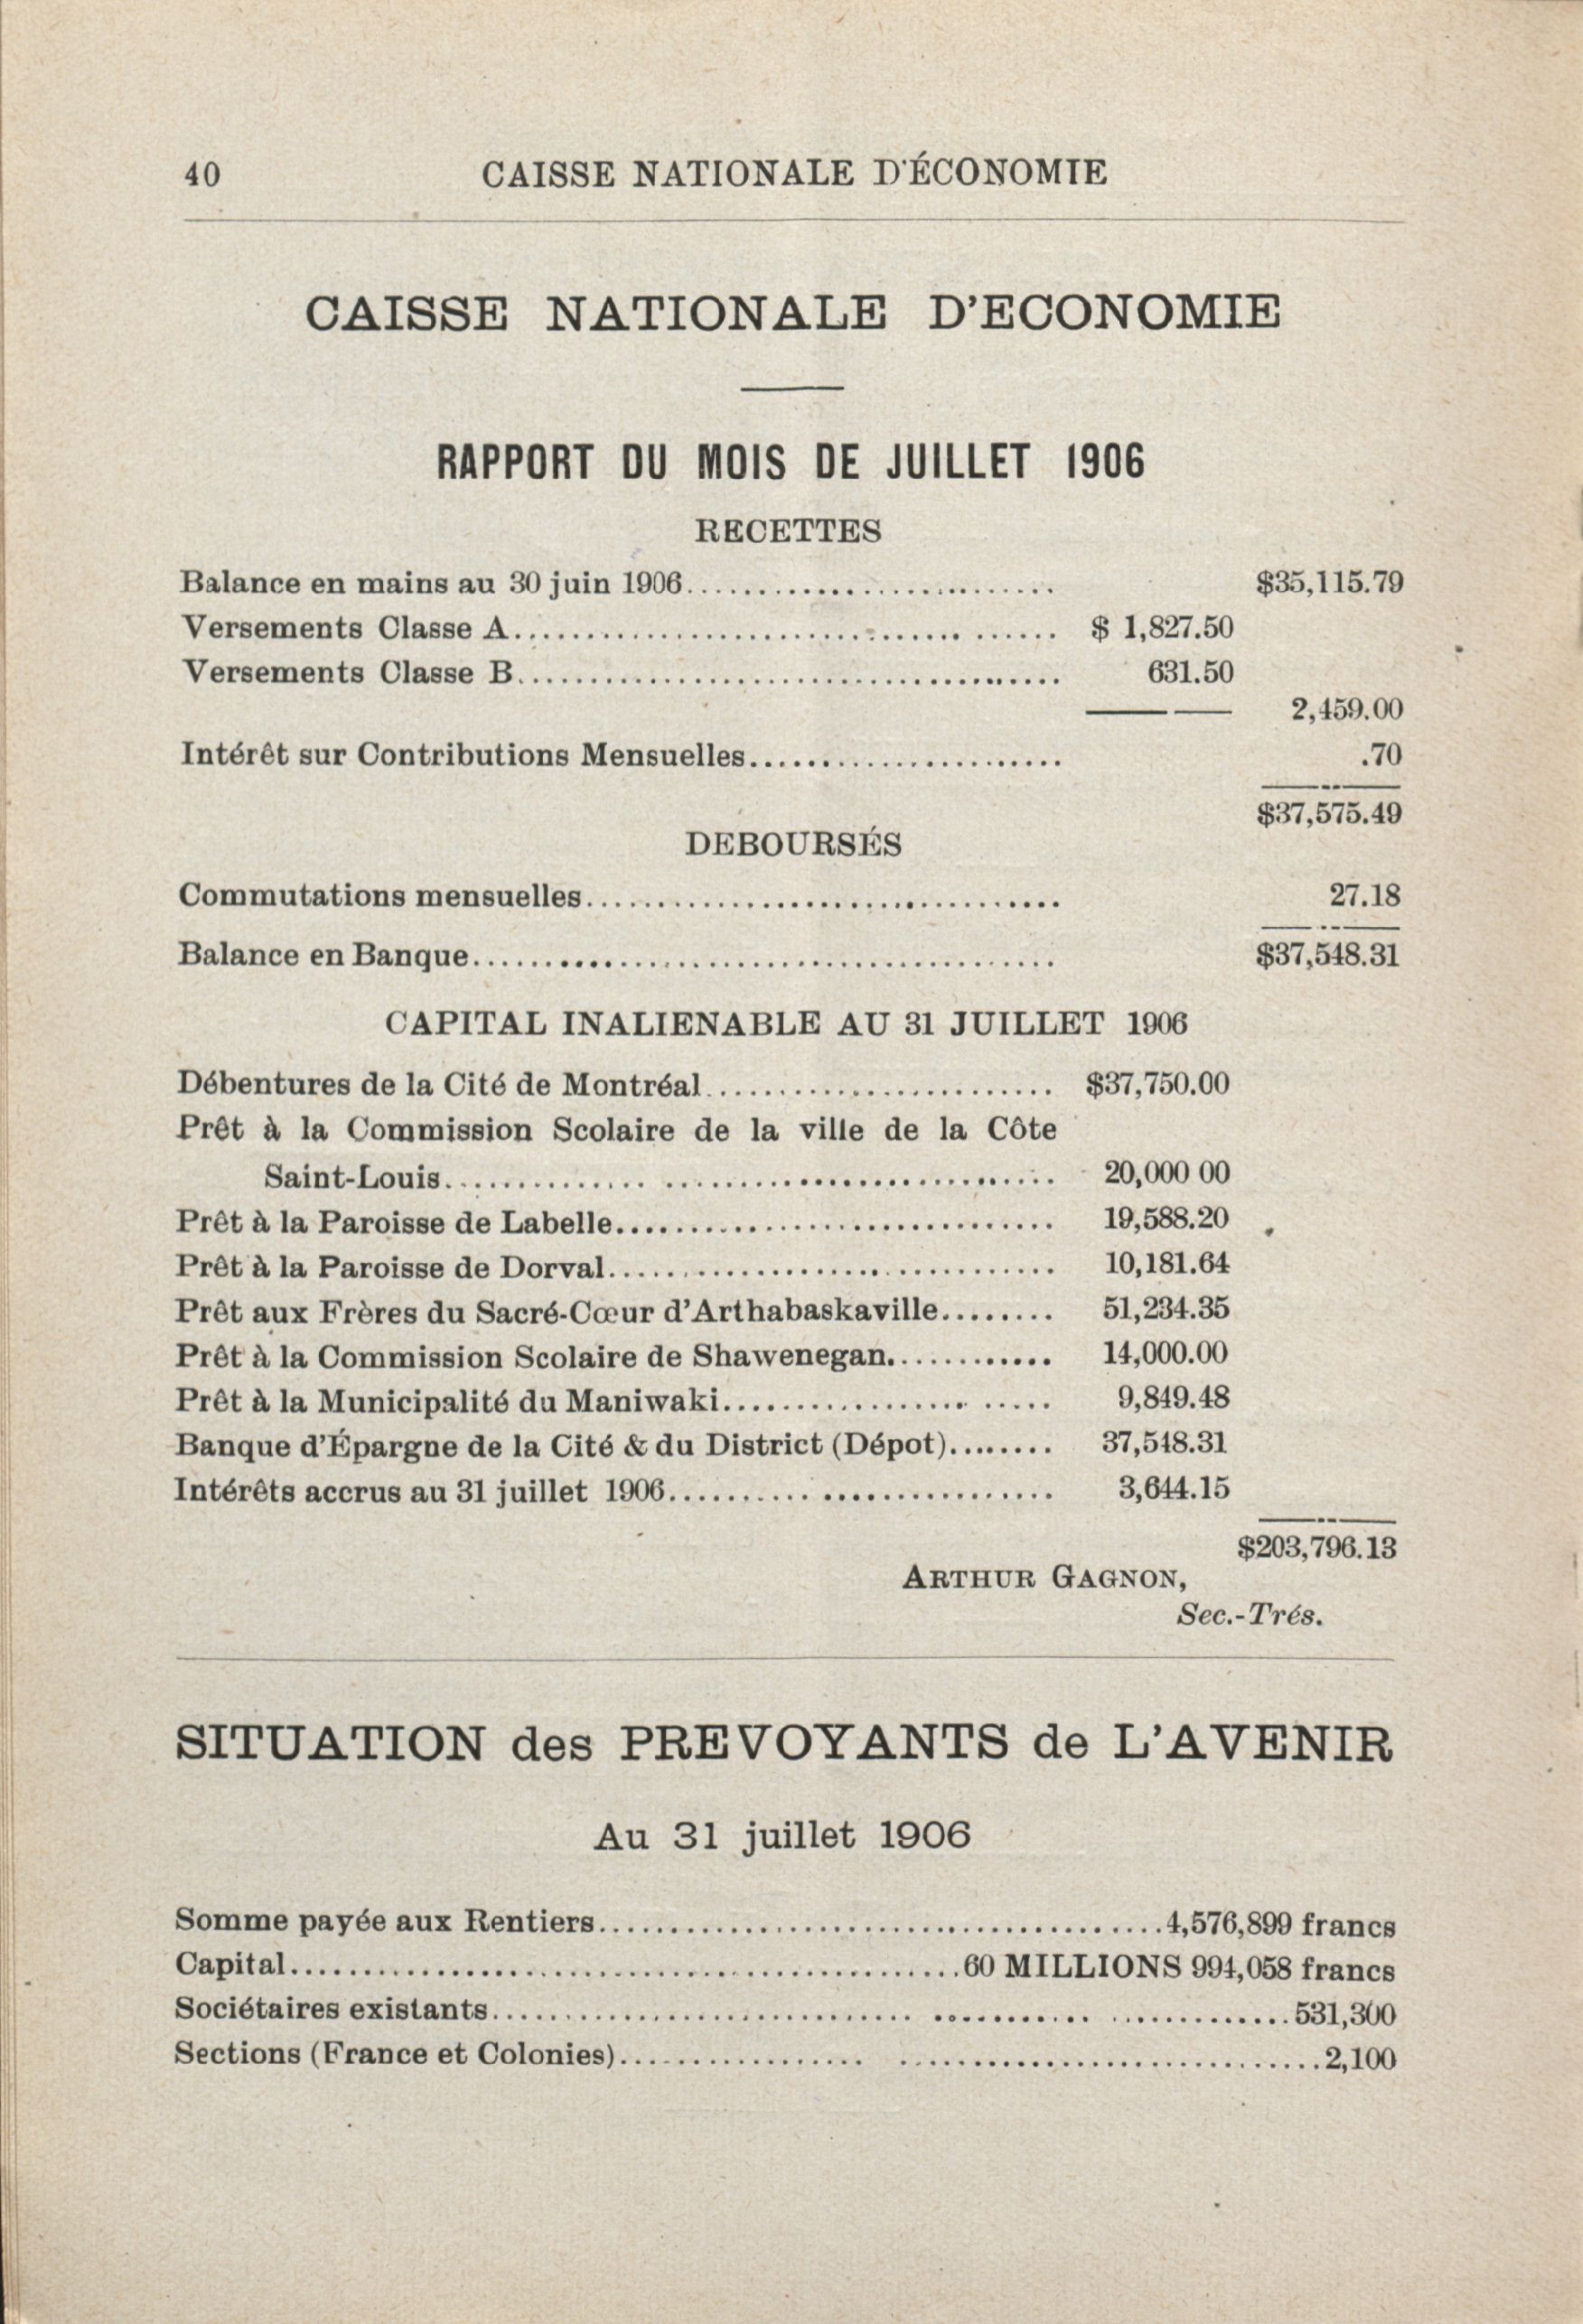 40 CAISSE NATIONALE D'ÉCONOMIE
CAISSE NATIONALE D'ECONOMIE
RAPPORT DU MOIS DE JUILLET 1906
RECETTES
Balance en mains au 30 juin 1906.......................... $35,115.79
Versements Classe A..................................... $ 1,827.50
Versements Classe B..................................... 631.50
2,459.00
Intérêt sur Contributions Mensuelles...................... .70
$37,575.49
DEBOURSÉS
Commutations mensuelles................................. 27.18
Balance en Banque........................................ $37,548.31
CAPITAL INALIENABLE AU 31 JUILLET 1906
Débentures de la Cité de Montréal........................ $37,750.00
Prêt à la Commission Scolaire de la ville de la Côte
Saint-Louis.............. ........................... 20,000 00
Prêt à la Paroisse de Labelle.............................. 19,588.20
Prêt à la Paroisse de Dorval............................... 10,181.64
Prêt aux Frères du Sacré-Cœur d'Arthabaskaville........ 51,234.35
Prêt à la Commission Scolaire de Shawenegan............ 14,000.00
Prêt à la Municipalité du Maniwaki................. ..... 9,849.48
Banque d'Épargne de la Cité & du District (Dépot)........ 37,548.31
Intérêts accrus au 31 juillet 1906.......... ................ 3,644.15
$203,796.13
ARTHUR GAGNON,
Sec.-Trés.
SITUATION des PREVOYANTS de L'AVENIR
Au 31 juillet 1906
Somme payée aux Rentiers.......................................4,576,899 francs
Capital..............................................60 MILLIONS 994,058 francs
Sociétaires existants............................. ........... ............531,300
Sections (France et Colonies)................. .............................2,100